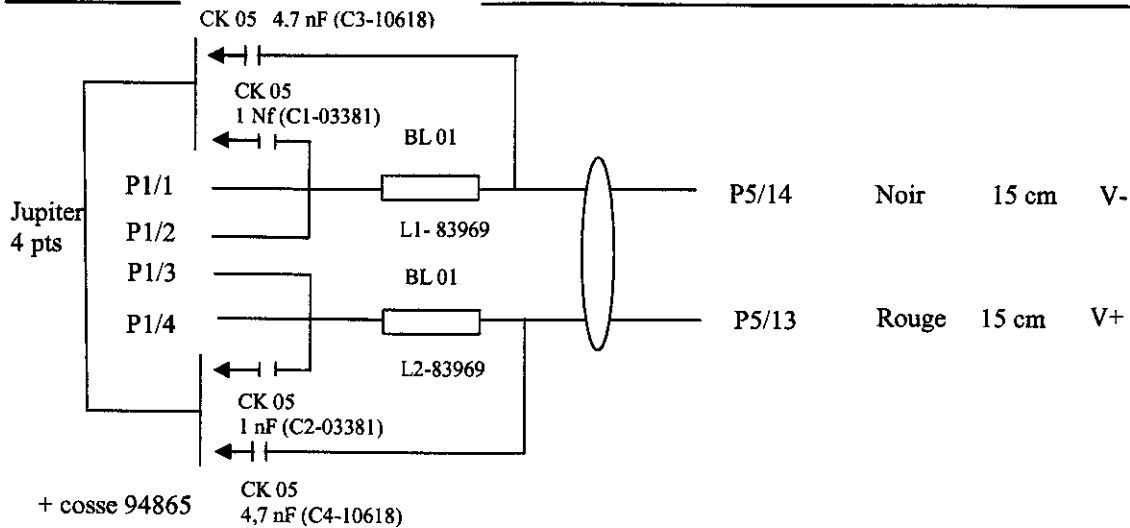 CK 05 4,7 nF (C3-10618)
CK 05
1 Nf (C1-03381)
BL 01
P1/1
P5/14 Noir 15 cm V-
Jupiter
4 pts
P1/2
L1- 83969
P1/3
BL 01
P1/4
P5/13 Rouge 15 cm V+
L2-83969
CK 05
1 nF (C2-03381)
+ cosse 94865
CK 05
4,7 nF (C4-10618)